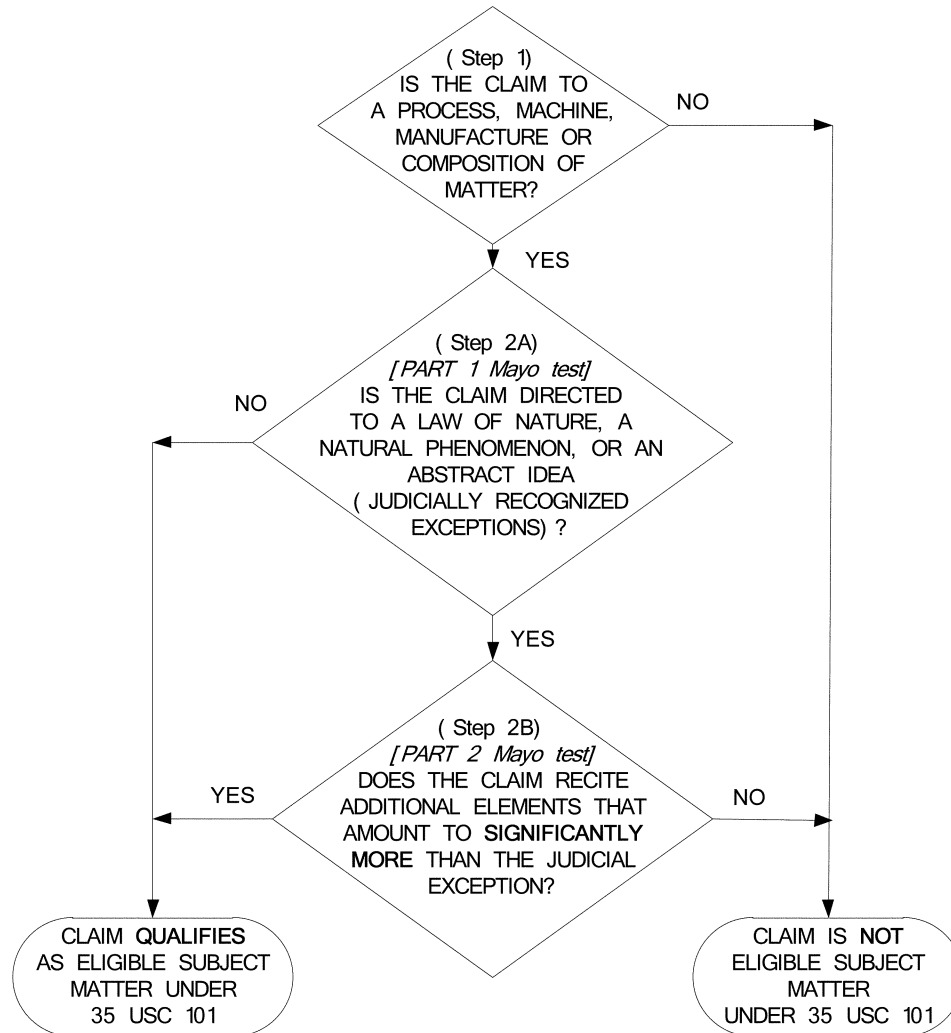 ( Step 1)
IS THE CLAIM TO
A PROCESS, MACHINE,
MANUFACTURE OR
COMPOSITION OF
MATTER?
NO
YES
( Step 2A)
[PART 1 Mayo test]
IS THE CLAIM DIRECTED
TO A LAW OF NATURE, A
NATURAL PHENOMENON, OR AN
ABSTRACT IDEA
( JUDICIALLY RECOGNIZED
EXCEPTIONS) ?
NO
YES
( Step 2B)
[PART 2 Mayo test]
DOES THE CLAIM RECITE
ADDITIONAL ELEMENTS THAT
AMOUNT TO SIGNIFICANTLY
MORE THAN THE JUDICIAL
EXCEPTION?
YES
NO
CLAIM QUALIFIES
AS ELIGIBLE SUBJECT
MATTER UNDER
35 USC 101
CLAIM IS NOT
ELIGIBLE SUBJECT
MATTER
UNDER 35 USC 101